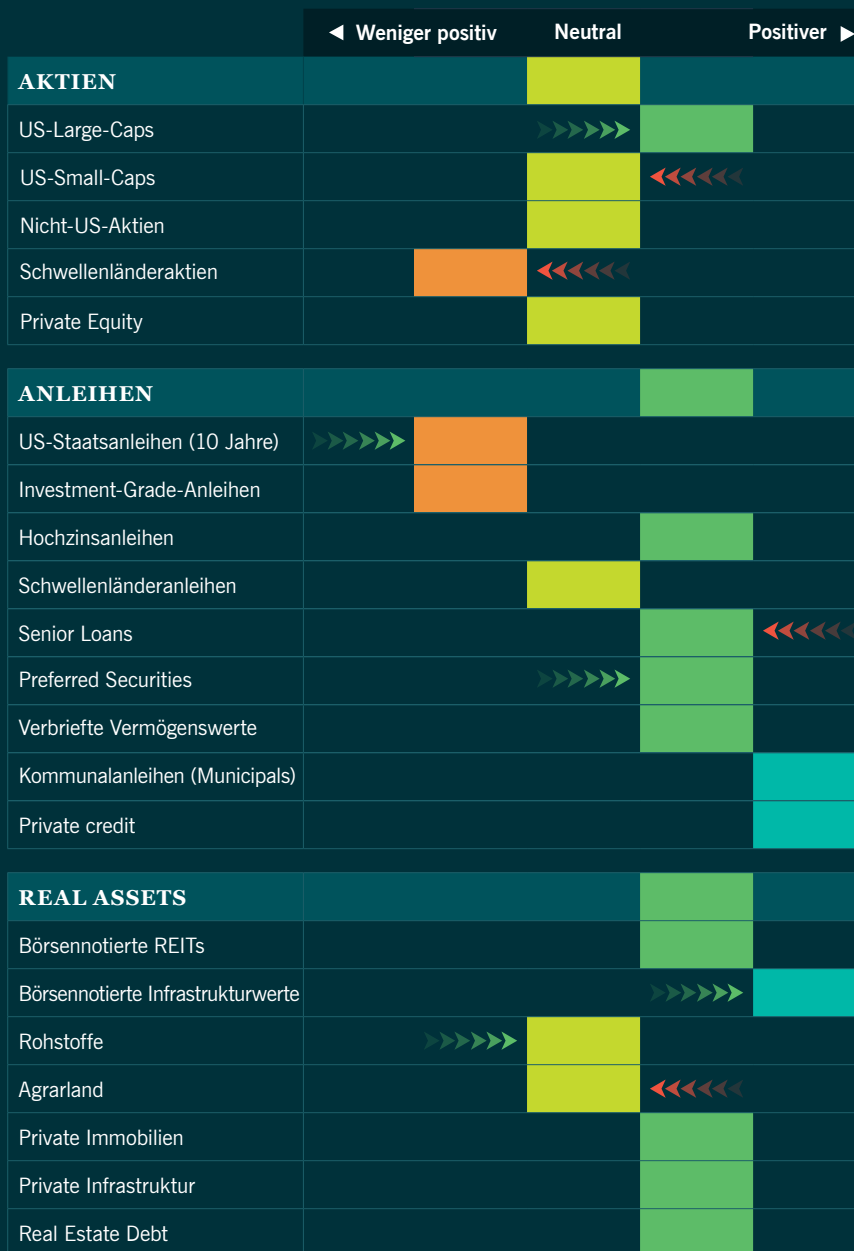 ◀ Weniger positiv Neutral Positiver ▶
AKTIEN
US-Large-Caps
US-Small-Caps
Nicht-US-Aktien
Schwellenländeraktien
Private Equity
ANLEIHEN
US-Staatsanleihen (10 Jahre)
Investment-Grade-Anleihen
Hochzinsanleihen
Schwellenländeranleihen
Senior Loans
Preferred Securities
Verbriefte Vermögenswerte
Kommunalanleihen (Municipals)
Private credit
REAL ASSETS
Börsennotierte REITs
Börsennotierte Infrastrukturwerte
Rohstoffe
Agrarland
Private Immobilien
Private Infrastruktur
Real Estate Debt